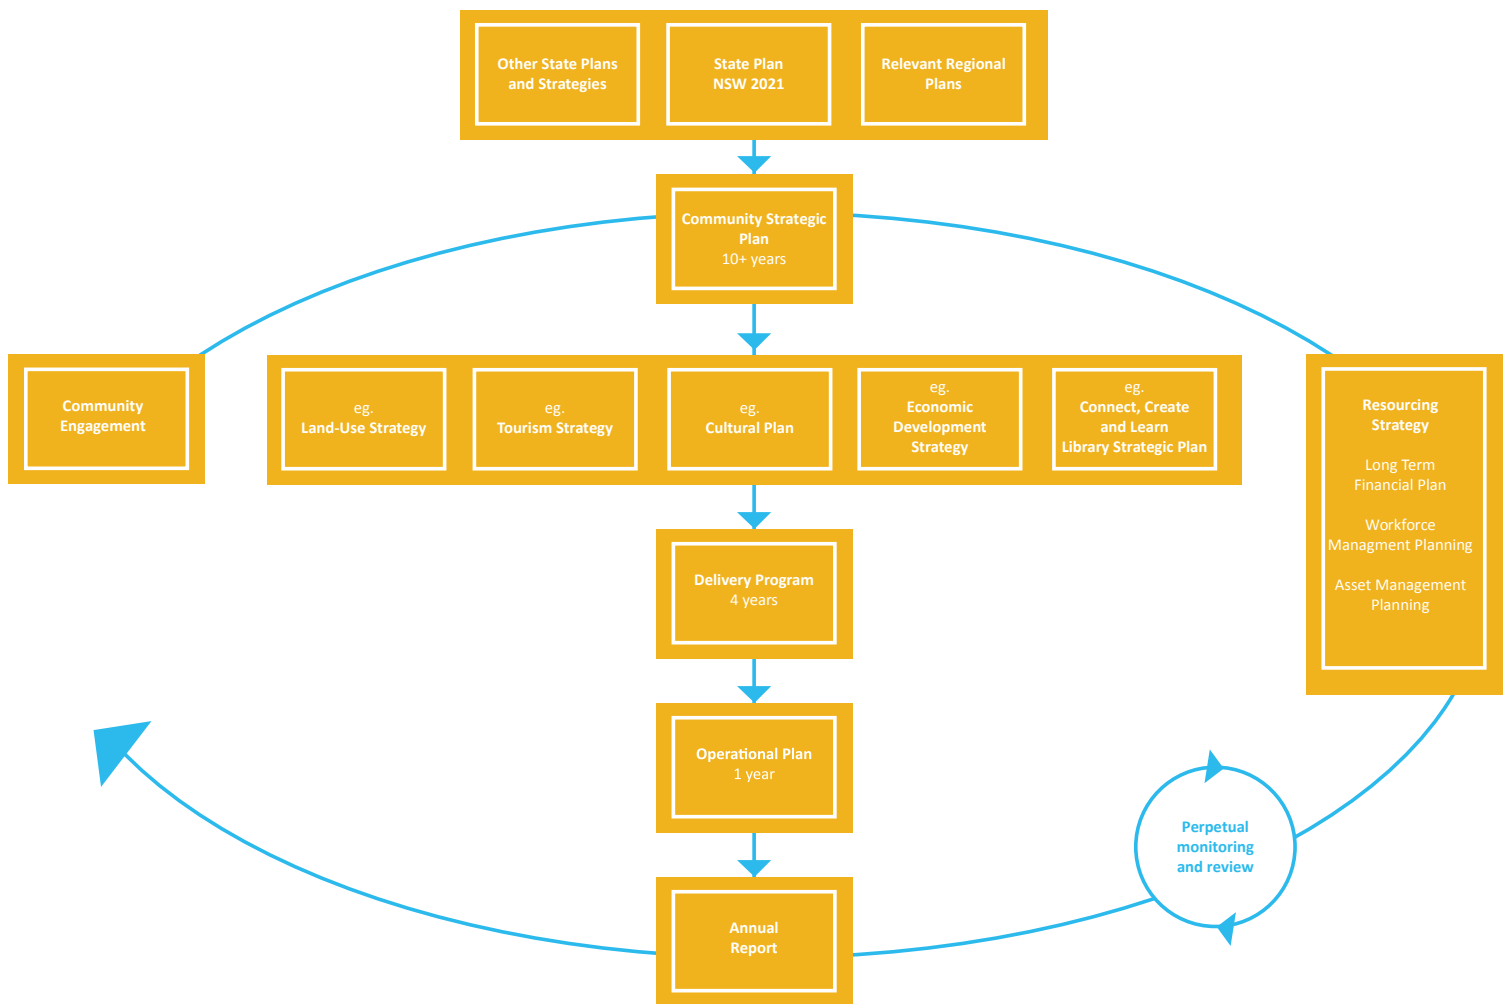 Other State Plans
and Strategies
State Plan
NSW 2021
Relevant Regional
Plans
Community Strategic
Plan
10+ years
Community
Engagement
eg.
Land-Use Strategy
eg.
Tourism Strategy
eg.
Cultural Plan
eg.
Economic
Development
Strategy
eg.
Connect, Create
and Learn
Library Strategic Plan
Resourcing
Strategy
Long Term
Financial Plan
Workforce
Managment Planning
Asset Management
Planning
Delivery Program
4 years
Operational Plan
1 year
Perpetual
monitoring
and review
Annual
Report